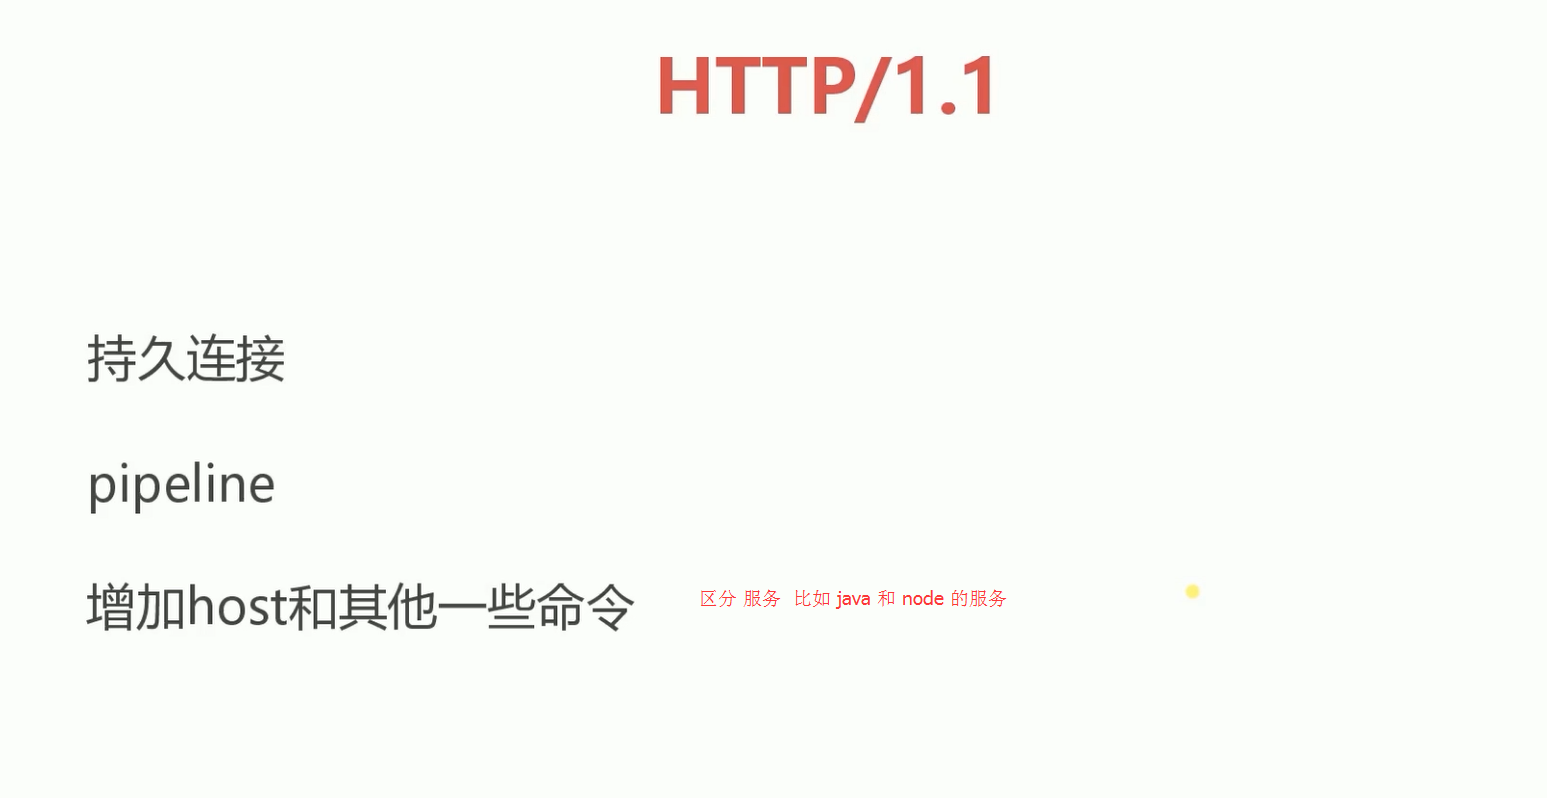 HTTP/1.1
持久连接
pipeline
增加host和其他一些命令 区分 服务 比如 java 和 node 的服务